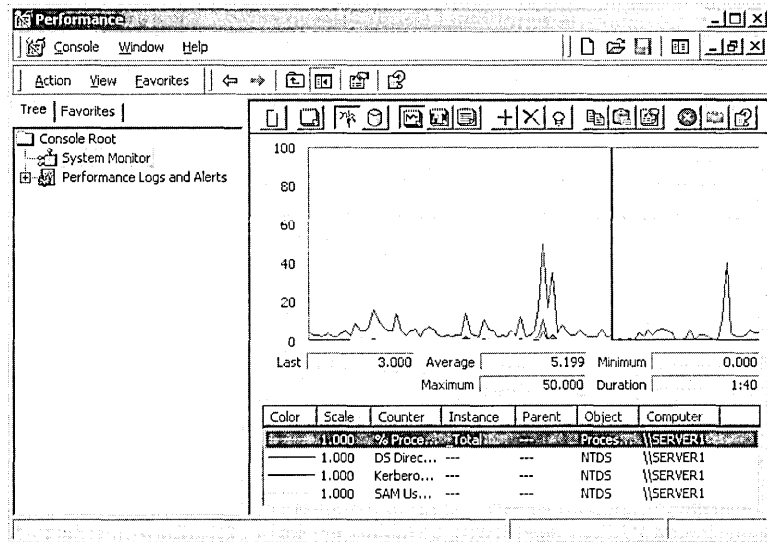 Performance
Console Window Help
Action View Favorites
Tree Favorites
Console Root
System Monitor
Performance Logs and Alerts
100
80
60
40
20
0
Last 3.000 Average 5.199 Minimum 0.000
Maximum 50.000 Duration 1:40
Color Scale Counter Instance Parent Object Computer
1.000 % Proce... _Total --- Proces... \\SERVER1
1.000 DS Direc... --- --- NTDS \\SERVER1
1.000 Kerbero... --- --- NTDS \\SERVER1
1.000 SAM Us... --- --- NTDS \\SERVER1